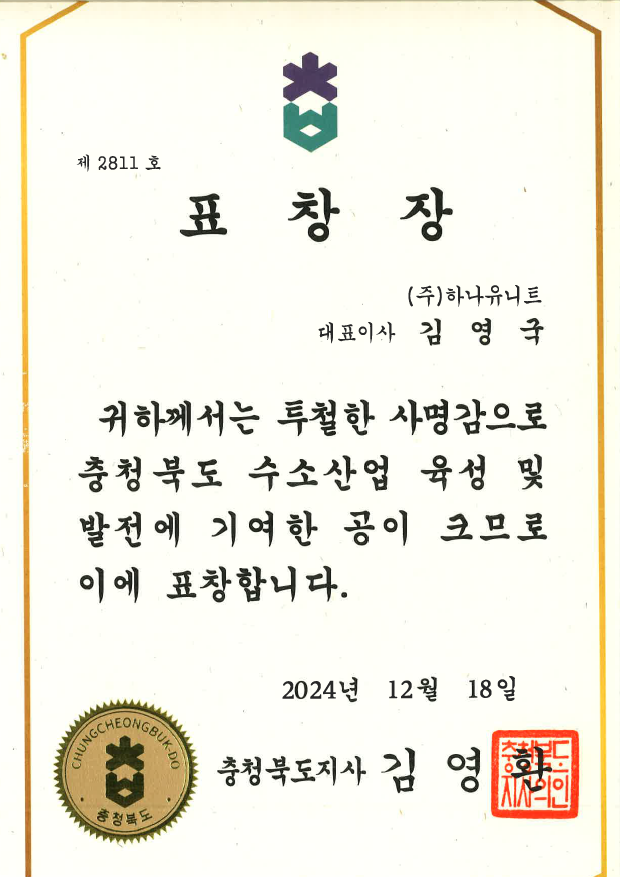 제 2811 호
표 창 장
(주)하나유니트
대표이사 김 영 국
귀하께서는 투철한 사명감으로
충청북도 수소산업 육성 및
발전에 기여한 공이 크므로
이에 표창합니다.
2024년 12월 18일
CHUNGCHEONGBUK-DO
충청북도
충청북도지사 김 영 환
충청북도
지사의인